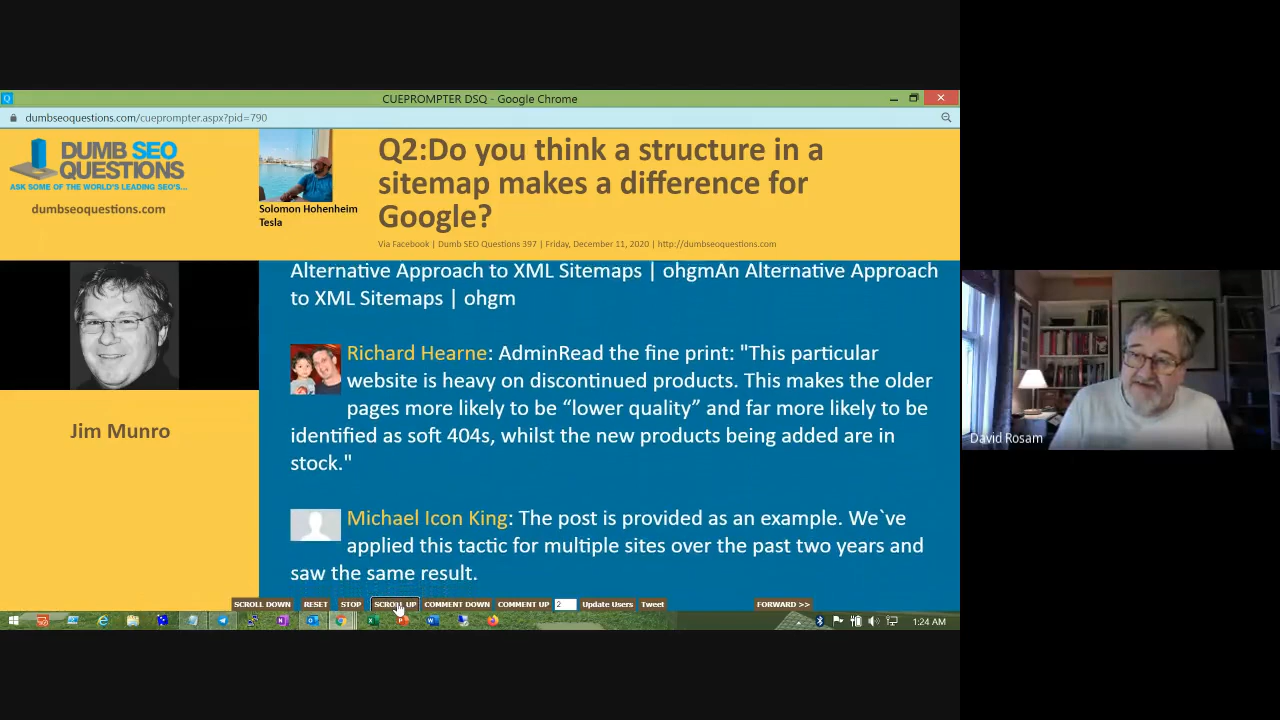 CUEPROMPTER DSQ - Google Chrome
dumbseoquestions.com/cueprompter.aspx?pid=790
DUMB SEO
QUESTIONS
ASK SOME OF THE WORLD'S LEADING SEO'S...
dumbseoquestions.com
Solomon Hohenheim
Tesla
Q2:Do you think a structure in a
sitemap makes a difference for
Google?
Via Facebook | Dumb SEO Questions 397 | Friday, December 11, 2020 | http://dumbseoquestions.com
Jim Munro
Alternative Approach to XML Sitemaps | ohgmAn Alternative Approach
to XML Sitemaps | ohgm
Richard Hearne: AdminRead the fine print: "This particular
website is heavy on discontinued products. This makes the older
pages more likely to be “lower quality” and far more likely to be
identified as soft 404s, whilst the new products being added are in
stock."
Michael Icon King: The post is provided as an example. We`ve
applied this tactic for multiple sites over the past two years and
saw the same result.
SCROLL DOWN RESET STOP SCROLL UP COMMENT DOWN COMMENT UP 2 Update Users Tweet FORWARD >>
1:24 AM
David Rosam